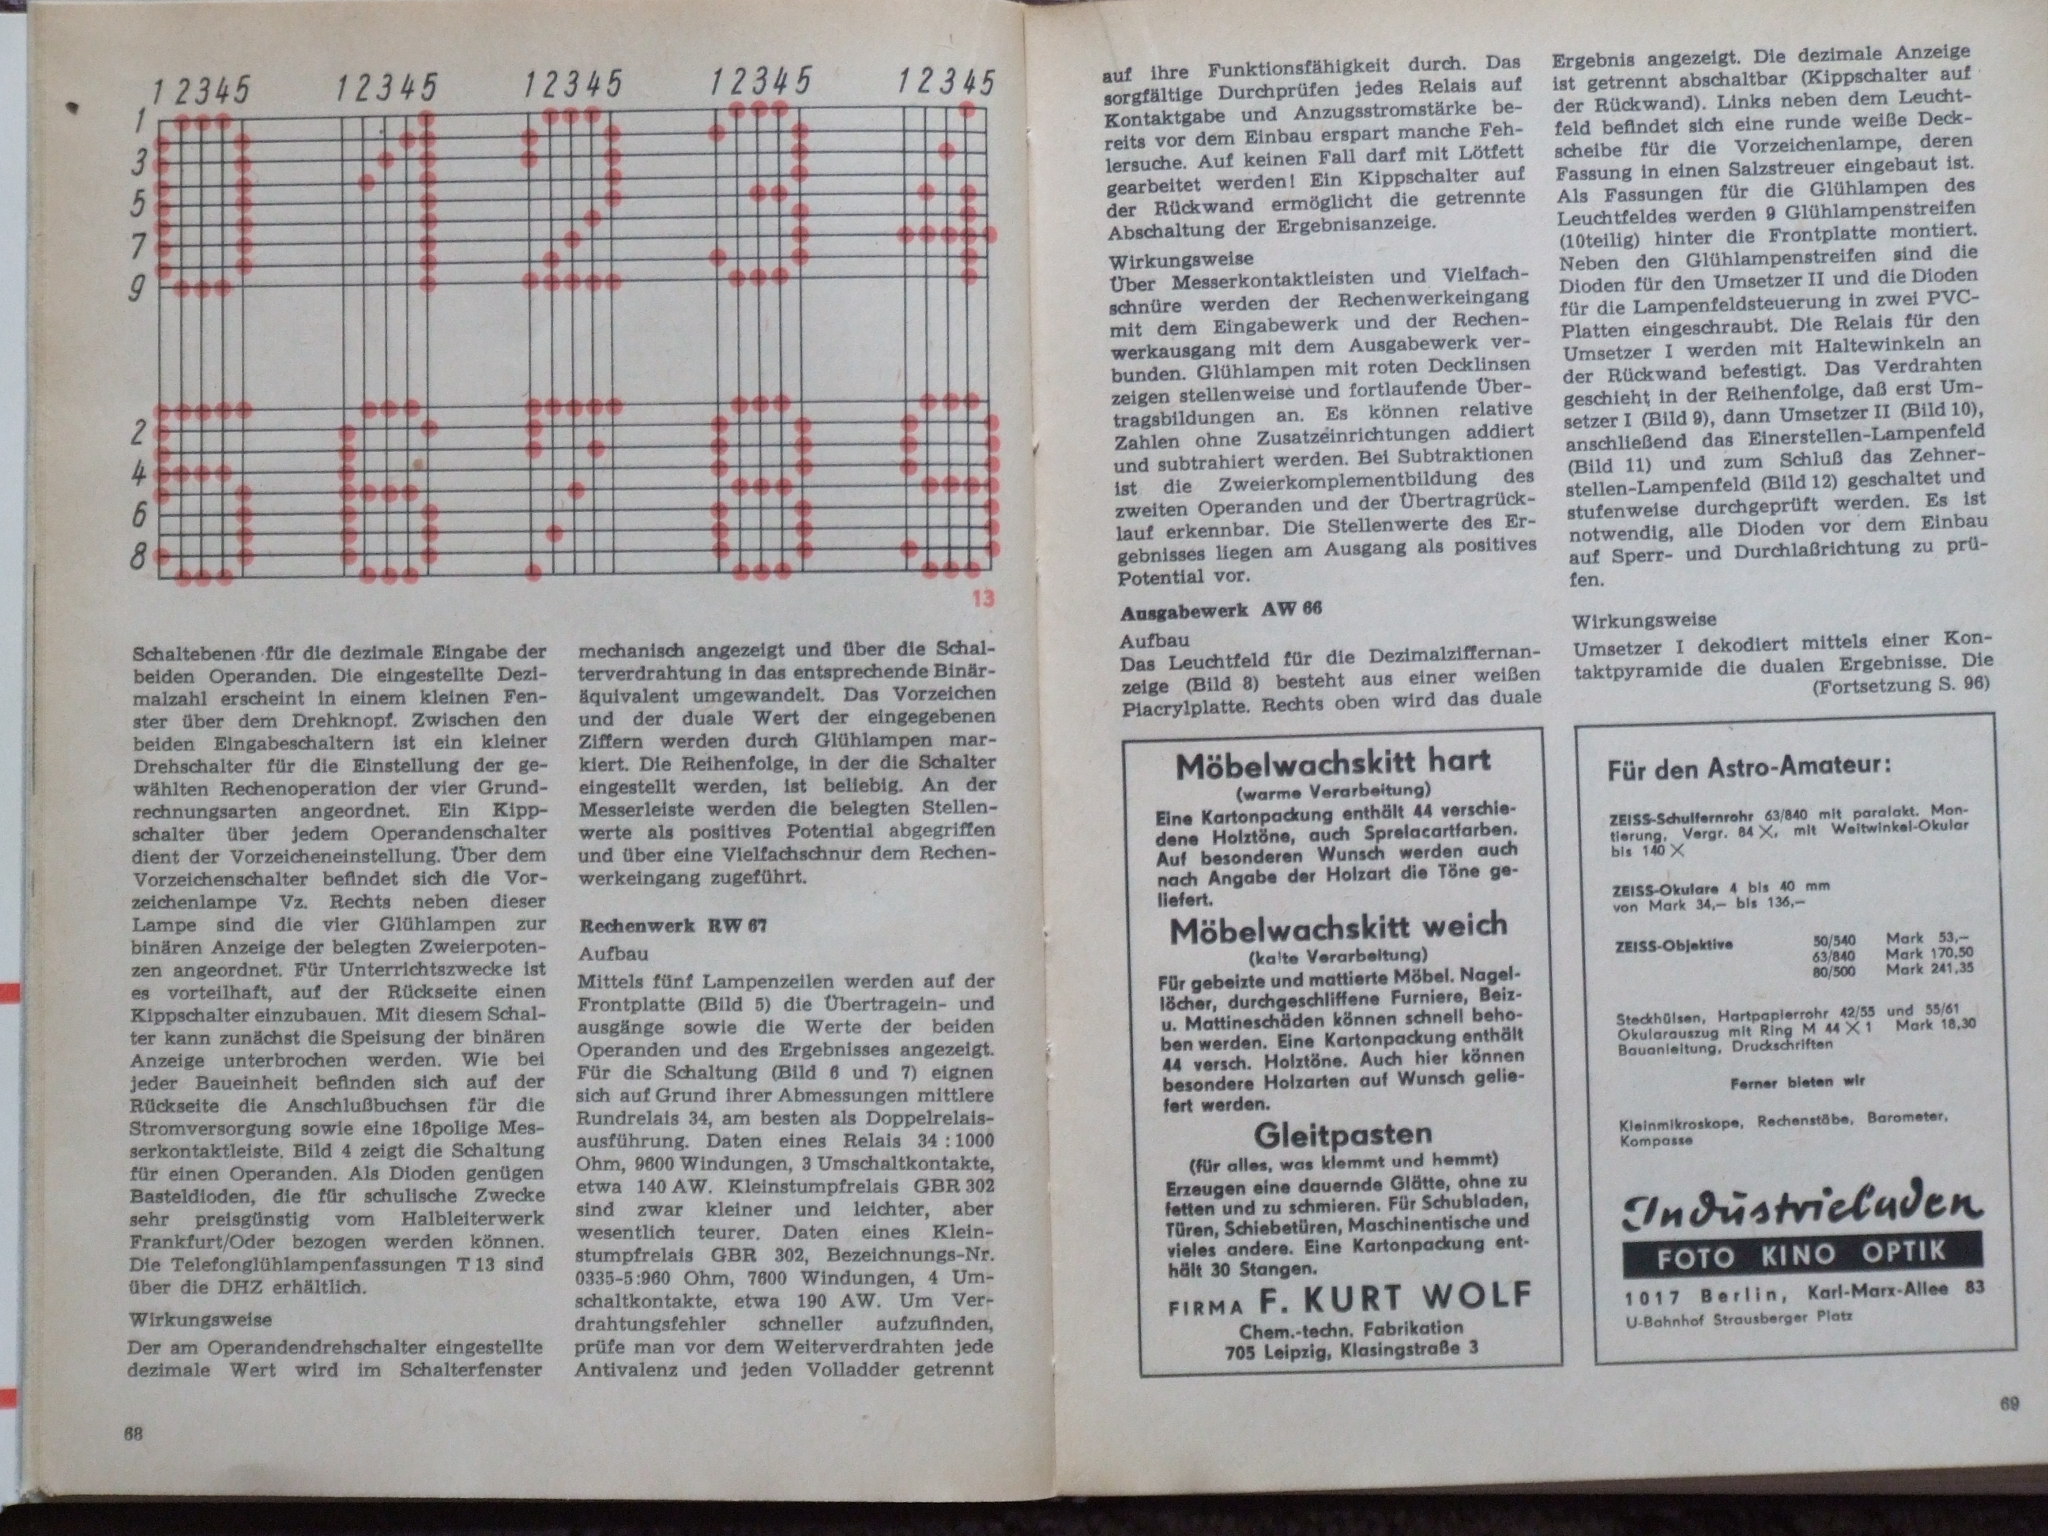 1 2 3 4 5 1 2 3 4 5 1 2 3 4 5 1 2 3 4 5 1 2 3 4 5
1
3
5
7
9
2
4
6
8
13
Schaltebenen für die dezimale Eingabe der
beiden Operanden. Die eingestellte Dezi-
malzahl erscheint in einem kleinen Fen-
ster über dem Drehknopf. Zwischen den
beiden Eingabeschaltern ist ein kleiner
Drehschalter für die Einstellung der ge-
wählten Rechenoperation der vier Grund-
rechnungsarten angeordnet. Ein Kipp-
schalter über jedem Operandenschalter
dient der Vorzeicheneinstellung. Über dem
Vorzeichenschalter befindet sich die Vor-
zeichenlampe Vz. Rechts neben dieser
Lampe sind die vier Glühlampen zur
binären Anzeige der belegten Zweierpoten-
zen angeordnet. Für Unterrichtszwecke ist
es vorteilhaft, auf der Rückseite einen
Kippschalter einzubauen. Mit diesem Schal-
ter kann zunächst die Speisung der binären
Anzeige unterbrochen werden. Wie bei
jeder Baueinheit befinden sich auf der
Rückseite die Anschlußbuchsen für die
Stromversorgung sowie eine 16polige Mes-
serkontaktleiste. Bild 4 zeigt die Schaltung
für einen Operanden. Als Dioden genügen
Basteldioden, die für schulische Zwecke
sehr preisgünstig vom Halbleiterwerk
Frankfurt/Oder bezogen werden können.
Die Telefonglühlampenfassungen T 13 sind
über die DHZ erhältlich.
Wirkungsweise
Der am Operandendrehschalter eingestellte
dezimale Wert wird im Schalterfenster
mechanisch angezeigt und über die Schal-
terverdrahtung in das entsprechende Binär-
äquivalent umgewandelt. Das Vorzeichen
und der duale Wert der eingegebenen
Ziffern werden durch Glühlampen mar-
kiert. Die Reihenfolge, in der die Schalter
eingestellt werden, ist beliebig. An der
Messerleiste werden die belegten Stellen-
werte als positives Potential abgegriffen
und über eine Vielfachschnur dem Rechen-
werkeingang zugeführt.
Rechenwerk RW 67
Aufbau
Mittels fünf Lampenzeilen werden auf der
Frontplatte (Bild 5) die Übertragein- und
ausgänge sowie die Werte der beiden
Operanden und des Ergebnisses angezeigt.
Für die Schaltung (Bild 6 und 7) eignen
sich auf Grund ihrer Abmessungen mittlere
Rundrelais 34, am besten als Doppelrelais-
ausführung. Daten eines Relais 34 : 1000
Ohm, 9600 Windungen, 3 Umschaltkontakte,
etwa 140 AW. Kleinstumpfrelais GBR 302
sind zwar kleiner und leichter, aber
wesentlich teurer. Daten eines Klein-
stumpfrelais GBR 302, Bezeichnungs-Nr.
0335-5:960 Ohm, 7600 Windungen, 4 Um-
schaltkontakte, etwa 190 AW. Um Ver-
drahtungsfehler schneller aufzufinden,
prüfe man vor dem Weiterverdrahten jede
Antivalenz und jeden Volladder getrennt
68
auf ihre Funktionsfähigkeit durch. Das
sorgfältige Durchprüfen jedes Relais auf
Kontaktgabe und Anzugsstromstärke be-
reits vor dem Einbau erspart manche Feh-
lersuche. Auf keinen Fall darf mit Lötfett
gearbeitet werden! Ein Kippschalter auf
der Rückwand ermöglicht die getrennte
Abschaltung der Ergebnisanzeige.
Wirkungsweise
Über Messerkontaktleisten und Vielfach-
schnüre werden der Rechenwerkeingang
mit dem Eingabewerk und der Rechen-
werkausgang mit dem Ausgabewerk ver-
bunden. Glühlampen mit roten Decklinsen
zeigen stellenweise und fortlaufende Über-
tragsbildungen an. Es können relative
Zahlen ohne Zusatzeinrichtungen addiert
und subtrahiert werden. Bei Subtraktionen
ist die Zweierkomplementbildung des
zweiten Operanden und der Übertragrück-
lauf erkennbar. Die Stellenwerte des Er-
gebnisses liegen am Ausgang als positives
Potential vor.
Ausgabewerk AW 66
Aufbau
Das Leuchtfeld für die Dezimalziffernan-
zeige (Bild 8) besteht aus einer weißen
Piacrylplatte. Rechts oben wird das duale
Ergebnis angezeigt. Die dezimale Anzeige
ist getrennt abschaltbar (Kippschalter auf
der Rückwand). Links neben dem Leucht-
feld befindet sich eine runde weiße Deck-
scheibe für die Vorzeichenlampe, deren
Fassung in einen Salzstreuer eingebaut ist.
Als Fassungen für die Glühlampen des
Leuchtfeldes werden 9 Glühlampenstreifen
(10teilig) hinter die Frontplatte montiert.
Neben den Glühlampenstreifen sind die
Dioden für den Umsetzer II und die Dioden
für die Lampenfeldsteuerung in zwei PVC-
Platten eingeschraubt. Die Relais für den
Umsetzer I werden mit Haltewinkeln an
der Rückwand befestigt. Das Verdrahten
geschieht in der Reihenfolge, daß erst Um-
setzer I (Bild 9), dann Umsetzer II (Bild 10),
anschließend das Einerstellen-Lampenfeld
(Bild 11) und zum Schluß das Zehner-
stellen-Lampenfeld (Bild 12) geschaltet und
stufenweise durchgeprüft werden. Es ist
notwendig, alle Dioden vor dem Einbau
auf Sperr- und Durchlaßrichtung zu prü-
fen.
Wirkungsweise
Umsetzer I dekodiert mittels einer Kon-
taktpyramide die dualen Ergebnisse. Die
(Fortsetzung S. 96)
Möbelwachskitt hart
(warme Verarbeitung)
Eine Kartonpackung enthält 44 verschie-
dene Holztöne, auch Sprelacartfarben.
Auf besonderen Wunsch werden auch
nach Angabe der Holzart die Töne ge-
liefert.
Möbelwachskitt weich
(kalte Verarbeitung)
Für gebeizte und mattierte Möbel. Nagel-
löcher, durchgeschliffene Furniere, Beiz-
u. Mattineschäden können schnell beho-
ben werden. Eine Kartonpackung enthält
44 versch. Holztöne. Auch hier können
besondere Holzarten auf Wunsch gelie-
fert werden.
Gleitpasten
(für alles, was klemmt und hemmt)
Erzeugen eine dauernde Glätte, ohne zu
fetten und zu schmieren. Für Schubladen,
Türen, Schiebetüren, Maschinentische und
vieles andere. Eine Kartonpackung ent-
hält 30 Stangen.
FIRMA F. KURT WOLF
Chem.-techn. Fabrikation
705 Leipzig, Klasingstraße 3
Für den Astro-Amateur:
ZEISS-Schulfernrohr 63/840 mit paralakt. Mon-
tierung, Vergr. 84 X, mit Weitwinkel-Okular
bis 140 X
ZEISS-Okulare 4 bis 40 mm
von Mark 34,— bis 136,—
ZEISS-Objektive 50/540 Mark 53,—
63/840 Mark 170,50
80/500 Mark 241,35
Steckhülsen, Hartpapierrohr 42/55 und 55/61
Okularauszug mit Ring M 44 X 1 Mark 18,30
Bauanleitung, Druckschriften
Ferner bieten wir
Kleinmikroskope, Rechenstäbe, Barometer,
Kompasse
Industrieladen
FOTO KINO OPTIK
1017 Berlin, Karl-Marx-Allee 83
U-Bahnhof Strausberger Platz
69